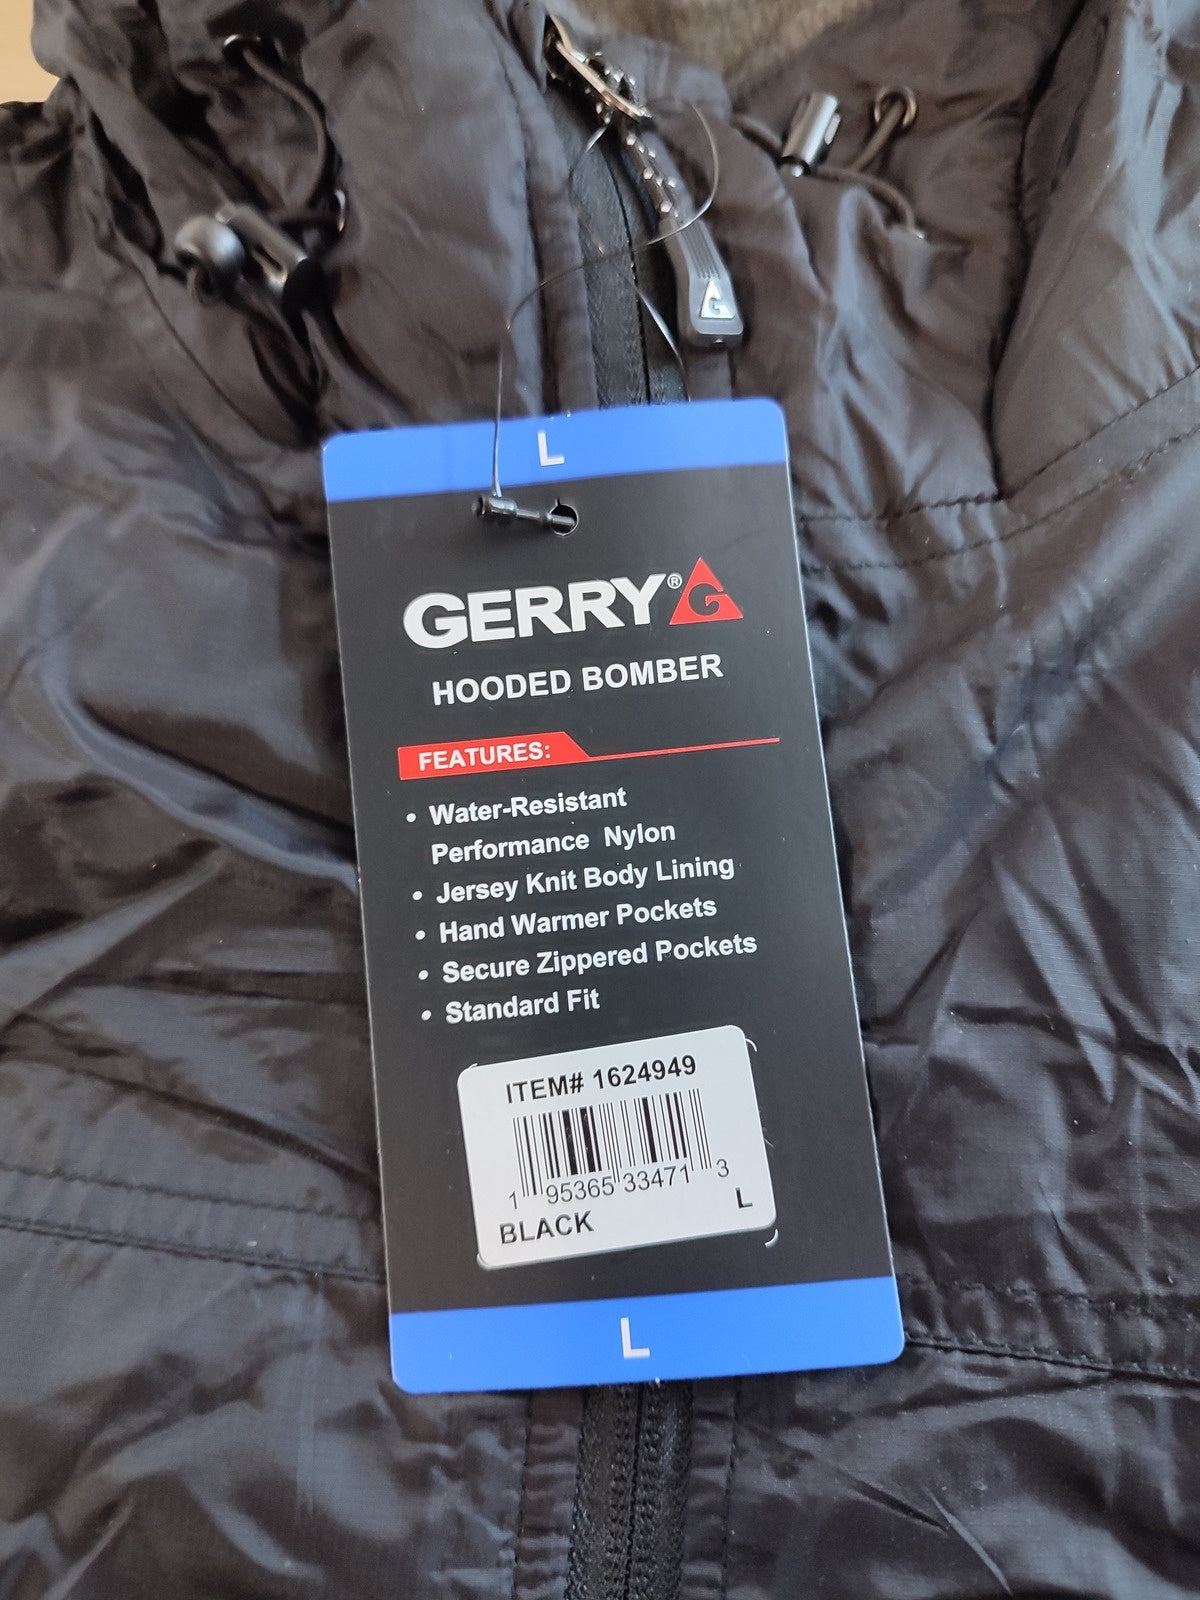 L
GERRY® G
HOODED BOMBER
FEATURES:
• Water-Resistant
Performance Nylon
• Jersey Knit Body Lining
• Hand Warmer Pockets
• Secure Zippered Pockets
• Standard Fit
ITEM# 1624949
1 95365 33471 3
BLACK L
L
G